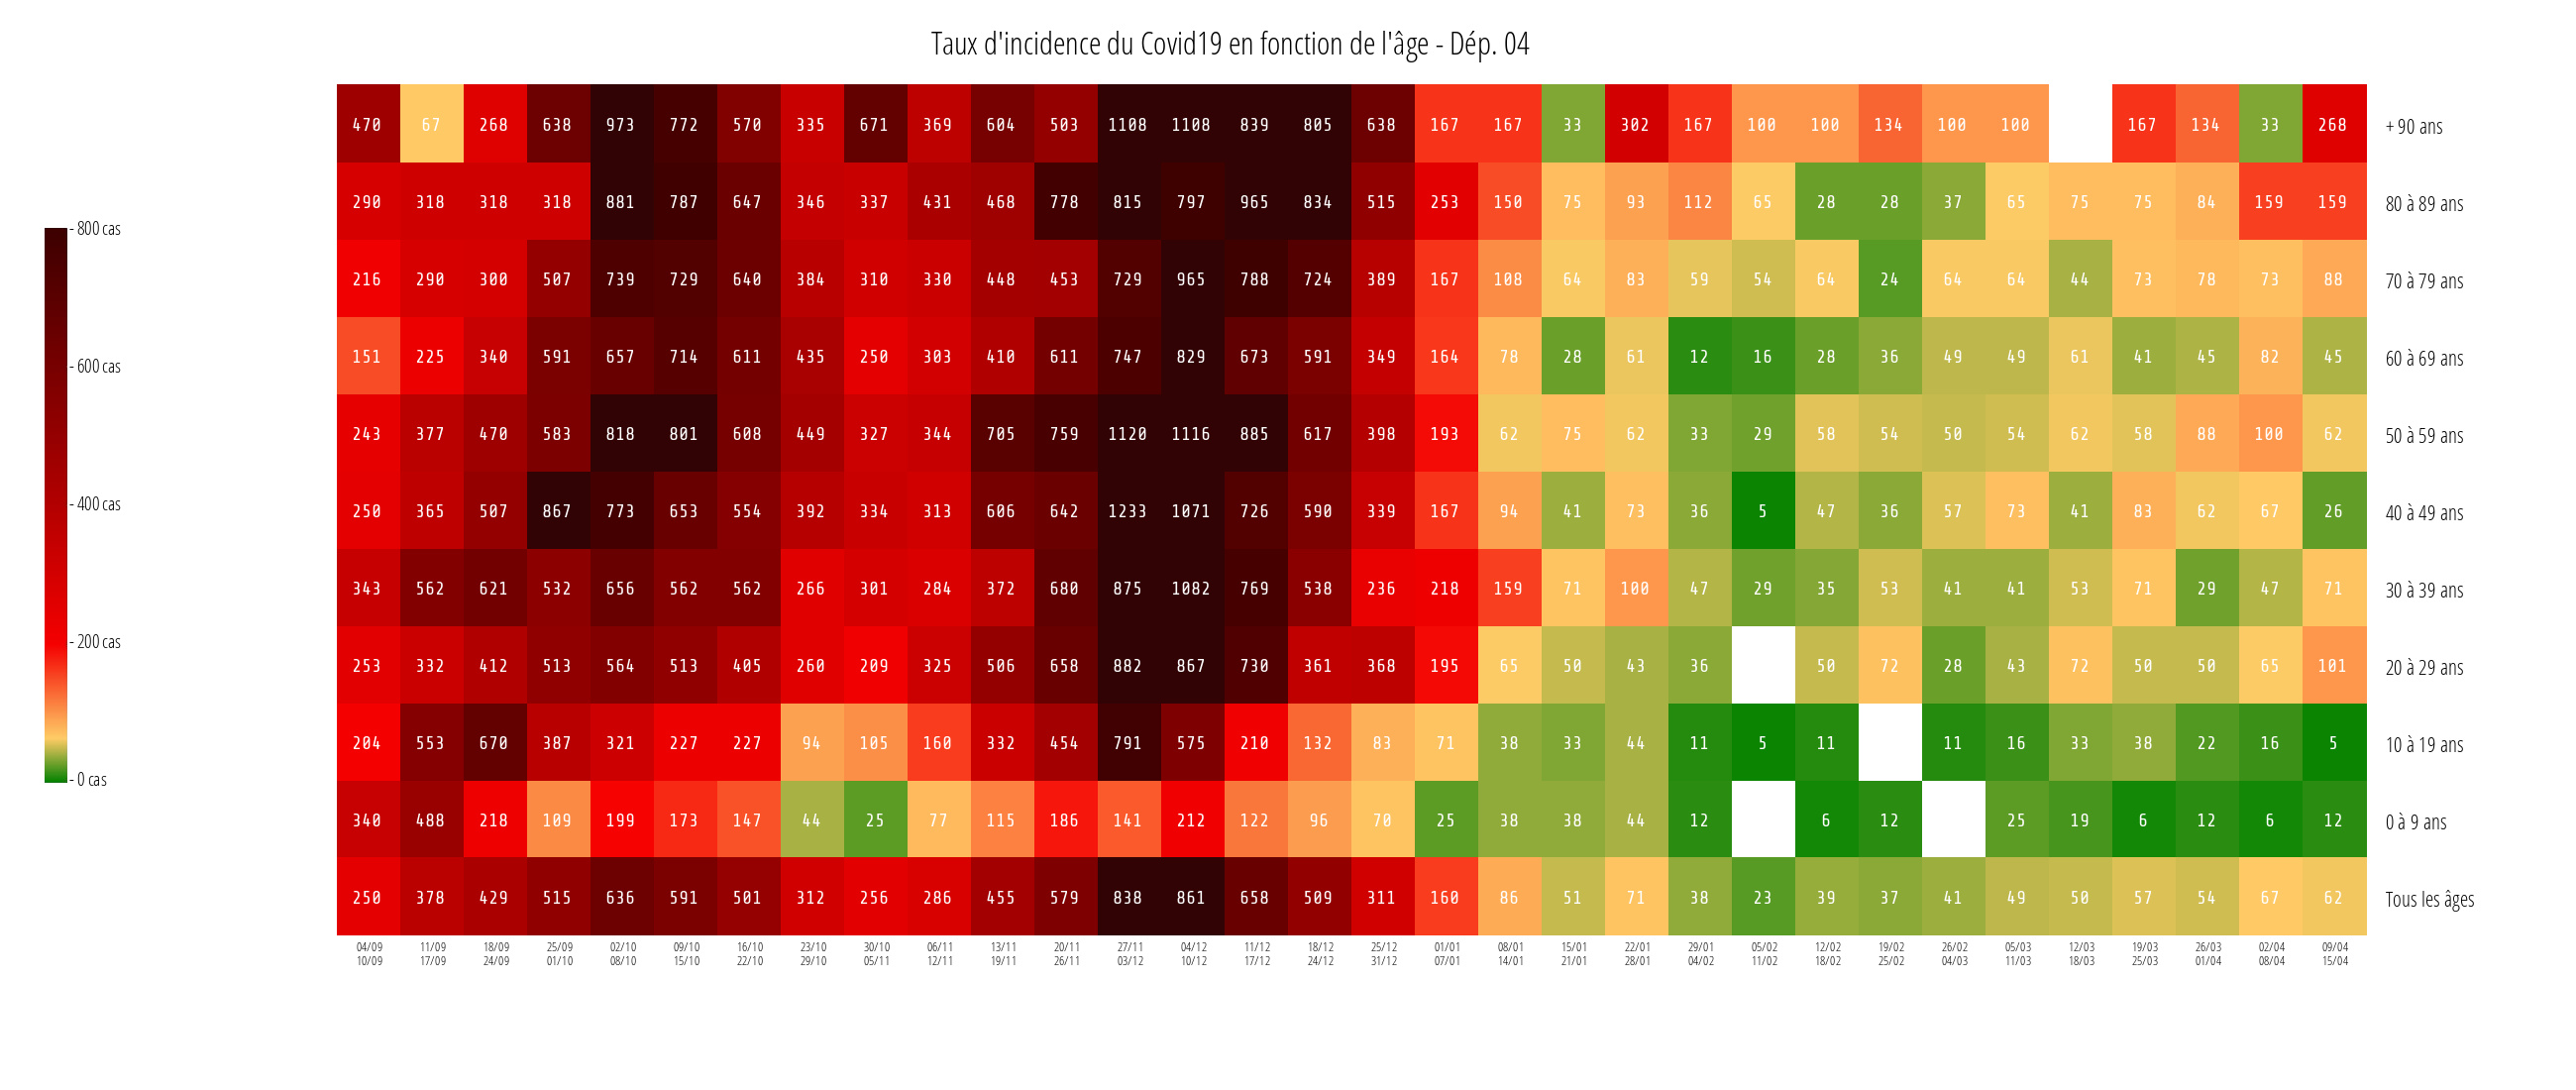 Taux d'incidence du Covid19 en fonction de l'âge - Dép. 04
- 800 cas
- 600 cas
- 400 cas
- 200 cas
- 0 cas
470 67 268 638 973 772 570 335 671 369 604 503 1108 1108 839 805 638 167 167 33 302 167 100 100 134 100 100 167 134 33 268 + 90 ans
290 318 318 318 881 787 647 346 337 431 468 778 815 797 965 834 515 253 150 75 93 112 65 28 28 37 65 75 75 84 159 159 80 à 89 ans
216 290 300 507 739 729 640 384 310 330 448 453 729 965 788 724 389 167 108 64 83 59 54 64 24 64 64 44 73 78 73 88 70 à 79 ans
151 225 340 591 657 714 611 435 250 303 410 611 747 829 673 591 349 164 78 28 61 12 16 28 36 49 49 61 41 45 82 45 60 à 69 ans
243 377 470 583 818 801 608 449 327 344 705 759 1120 1116 885 617 398 193 62 75 62 33 29 58 54 50 54 62 58 88 100 62 50 à 59 ans
250 365 507 867 773 653 554 392 334 313 606 642 1233 1071 726 590 339 167 94 41 73 36 5 47 36 57 73 41 83 62 67 26 40 à 49 ans
343 562 621 532 656 562 562 266 301 284 372 680 875 1082 769 538 236 218 159 71 100 47 29 35 53 41 41 53 71 29 47 71 30 à 39 ans
253 332 412 513 564 513 405 260 209 325 506 658 882 867 730 361 368 195 65 50 43 36 50 72 28 43 72 50 50 65 101 20 à 29 ans
204 553 670 387 321 227 227 94 105 160 332 454 791 575 210 132 83 71 38 33 44 11 5 11 11 16 33 38 22 16 5 10 à 19 ans
340 488 218 109 199 173 147 44 25 77 115 186 141 212 122 96 70 25 38 38 44 12 6 12 25 19 6 12 6 12 0 à 9 ans
250 378 429 515 636 591 501 312 256 286 455 579 838 861 658 509 311 160 86 51 71 38 23 39 37 41 49 50 57 54 67 62 Tous les âges
04/09 11/09 18/09 25/09 02/10 09/10 16/10 23/10 30/10 06/11 13/11 20/11 27/11 04/12 11/12 18/12 25/12 01/01 08/01 15/01 22/01 29/01 05/02 12/02 19/02 26/02 05/03 12/03 19/03 26/03 02/04 09/04
10/09 17/09 24/09 01/10 08/10 15/10 22/10 29/10 05/11 12/11 19/11 26/11 03/12 10/12 17/12 24/12 31/12 07/01 14/01 21/01 28/01 04/02 11/02 18/02 25/02 04/03 11/03 18/03 25/03 01/04 08/04 15/04